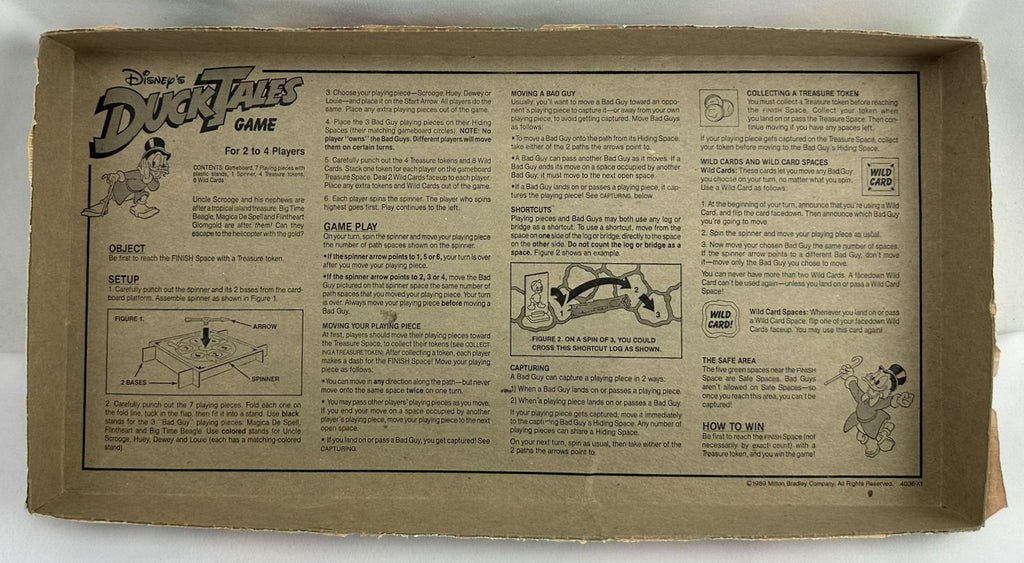 Disney's
DUCKTALES
GAME
For 2 to 4 Players
CONTENTS: Gameboard, 7 Playing pieces with
plastic stands, 1 Spinner, 4 Treasure tokens,
8 Wild Cards.
Uncle Scrooge and his nephews are
after a tropical island treasure. Big Time
Beagle, Magica De Spell and Flintheart
Glomgold are after them! Can they
escape to the helicopter with the gold?
OBJECT
Be first to reach the FINISH Space with a Treasure token.
SETUP
1. Carefully punch out the spinner and its 2 bases from the card-
board platform. Assemble spinner as shown in Figure 1.
FIGURE 1.
ARROW
2 BASES
SPINNER
2. Carefully punch out the 7 playing pieces. Fold each one on
the fold line, tuck in the flap, then fit it into a stand. Use black
stands for the 3 "Bad Guy" playing pieces: Magica De Spell,
Flintheart and Big Time Beagle. Use colored stands for Uncle
Scrooge, Huey, Dewey and Louie (each has a matching-colored
stand).
3. Choose your playing piece—Scrooge, Huey, Dewey or
Louie—and place it on the Start Arrow. All players do the
same. Place any extra playing pieces out of the game.
4. Place the 3 Bad Guy playing pieces on their Hiding
Spaces (their matching gameboard circles). NOTE: No
player "owns" the Bad Guys. Different players will move
them on certain turns.
5. Carefully punch out the 4 Treasure tokens and 8 Wild
Cards. Stack one token for each player on the gameboard
Treasure Space. Deal 2 Wild Cards faceup to each player.
Place any extra tokens and Wild Cards out of the game.
6. Each player spins the spinner. The player who spins
highest goes first. Play continues to the left.
GAME PLAY
On your turn, spin the spinner and move your playing piece
the number of path spaces shown on the spinner.
• If the spinner arrow points to 1, 5 or 6, your turn is over
after you move your playing piece.
• If the spinner arrow points to 2, 3 or 4, move the Bad
Guy pictured on that spinner space the same number of
path spaces that you moved your playing piece. Your turn
is over. Always move your playing piece before moving a
Bad Guy.
MOVING YOUR PLAYING PIECE
At first, players should move their playing pieces toward
the Treasure Space, to collect their tokens (see COLLECT-
ING A TREASURE TOKEN). After collecting a token, each player
makes a dash for the FINISH Space! Move your playing
piece as follows:
• You can move in any direction along the path—but never
move onto the same space twice on one turn.
• You may pass other players' playing pieces as you move.
If you end your move on a space occupied by another
player's playing piece, move your playing piece to the next
open space.
• If you land on or pass a Bad Guy, you get captured! See
CAPTURING.
MOVING A BAD GUY
Usually, you'll want to move a Bad Guy toward an oppo-
nent's playing piece to capture it—or away from your own
playing piece, to avoid getting captured. Move Bad Guys
as follows:
• To move a Bad Guy onto the path from its Hiding Space,
take either of the 2 paths the arrows point to.
• A Bad Guy can pass another Bad Guy as it moves. If a Bad
Guy ends its move on a space occupied by another Bad
Guy, it must move to the next open space.
• If a Bad Guy lands on or passes a playing piece, it cap-
tures the playing piece! See CAPTURING, below.
SHORTCUTS
Playing pieces and Bad Guys may both use any log or
bridge as a shortcut. To use a shortcut, move from the
space on one side of the log or bridge, directly to the space
on the other side. Do not count the log or bridge as a
space. Figure 2 shows an example.
1
2
3
FIGURE 2. ON A SPIN OF 3, YOU COULD
CROSS THIS SHORTCUT LOG AS SHOWN.
CAPTURING
A Bad Guy can capture a playing piece in 2 ways:
1) When a Bad Guy lands on or passes a playing piece.
2) When a playing piece lands on or passes a Bad Guy.
If your playing piece gets captured, move it immediately
to the capturing Bad Guy's Hiding Space. Any number of
playing pieces can share a Hiding Space.
On your next turn, spin as usual, then take either of the
2 paths the arrows point to.
COLLECTING A TREASURE TOKEN
You must collect a Treasure token before reaching
the FINISH Space. Collect your token when
you land on or pass the Treasure Space. Then con-
tinue moving if you have any spaces left.
If your playing piece gets captured on the Treasure Space, collect
your token before moving to the Bad Guy's Hiding Space.
WILD CARDS AND WILD CARD SPACES
Wild Cards: These cards let you move any Bad Guy
you choose on your turn, no matter what you spin.
Use a Wild Card as follows:
WILD
CARD
1. At the beginning of your turn, announce that you're using a Wild
Card, and flip the card facedown. Then announce which Bad Guy
you're going to move.
2. Spin the spinner and move your playing piece as usual.
3. Now move your chosen Bad Guy the same number of spaces.
If the spinner arrow points to a different Bad Guy, don't move
it—move only the Bad Guy you chose to move.
You can never have more than two Wild Cards. A facedown Wild
Card can't be used again—unless you land on or pass a Wild Card
Space!
WILD
CARD!
Wild Card Spaces: Whenever you land on or pass
a Wild Card Space, flip one of your facedown Wild
Cards faceup. You may use this card again!
THE SAFE AREA
The five green spaces near the FINISH
Space are Safe Spaces. Bad Guys
aren't allowed on Safe Spaces—so
once you reach this area, you can't be
captured!
HOW TO WIN
Be first to reach the FINISH Space (not
necessarily by exact count) with a
Treasure token, and you win the game!
©1989 Milton Bradley Company. All Rights Reserved. 4036-X1